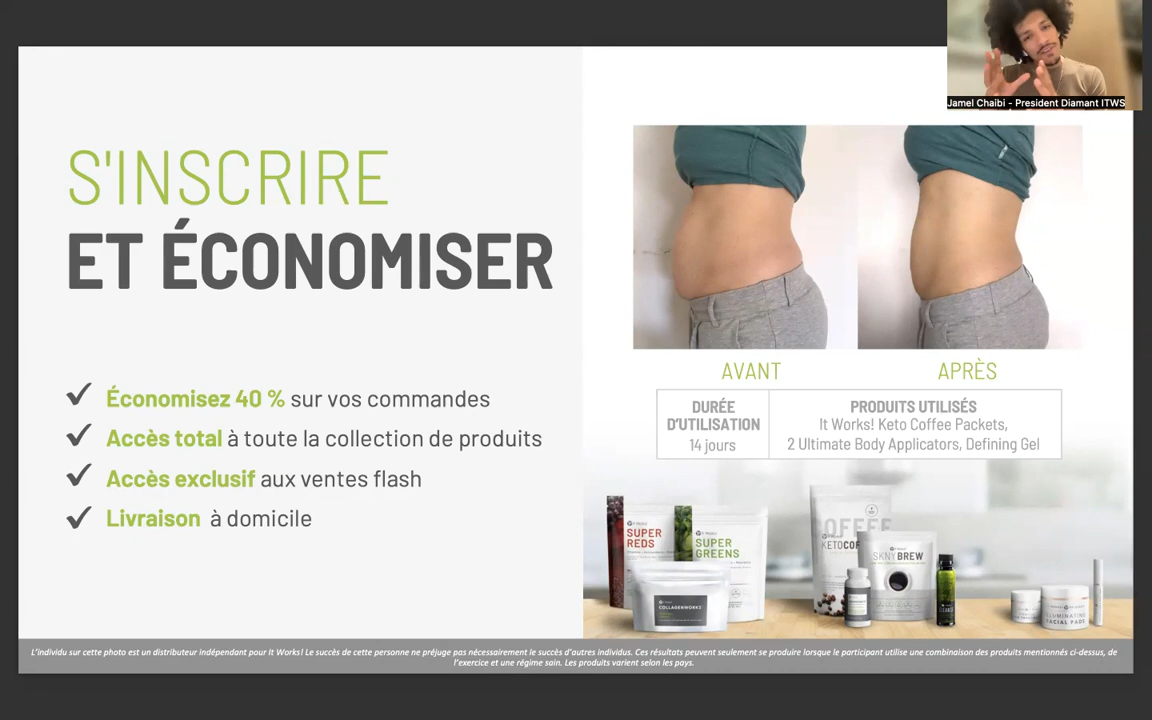 Jamel Chaibi - President Diamant ITWS
S'INSCRIRE
ET ÉCONOMISER
✓ Économisez 40 % sur vos commandes
✓ Accès total à toute la collection de produits
✓ Accès exclusif aux ventes flash
✓ Livraison à domicile
AVANT
APRÈS
DURÉE
D'UTILISATION
14 jours
PRODUITS UTILISÉS
It Works! Keto Coffee Packets,
2 Ultimate Body Applicators, Defining Gel
SUPER
REDS
SUPER
GREENS
COLLAGENWORKS
COFFEE
KETOCOF
SKNYBREW
CLEANSE
ILLUMINATING
FACIAL PADS
L'individu sur cette photo est un distributeur indépendant pour It Works! Le succès de cette personne ne préjuge pas nécessairement le succès d'autres individus. Ces résultats peuvent seulement se produire lorsque le participant utilise une combinaison des produits mentionnés ci-dessus, de
l'exercice et une régime sain. Les produits varient selon les pays.